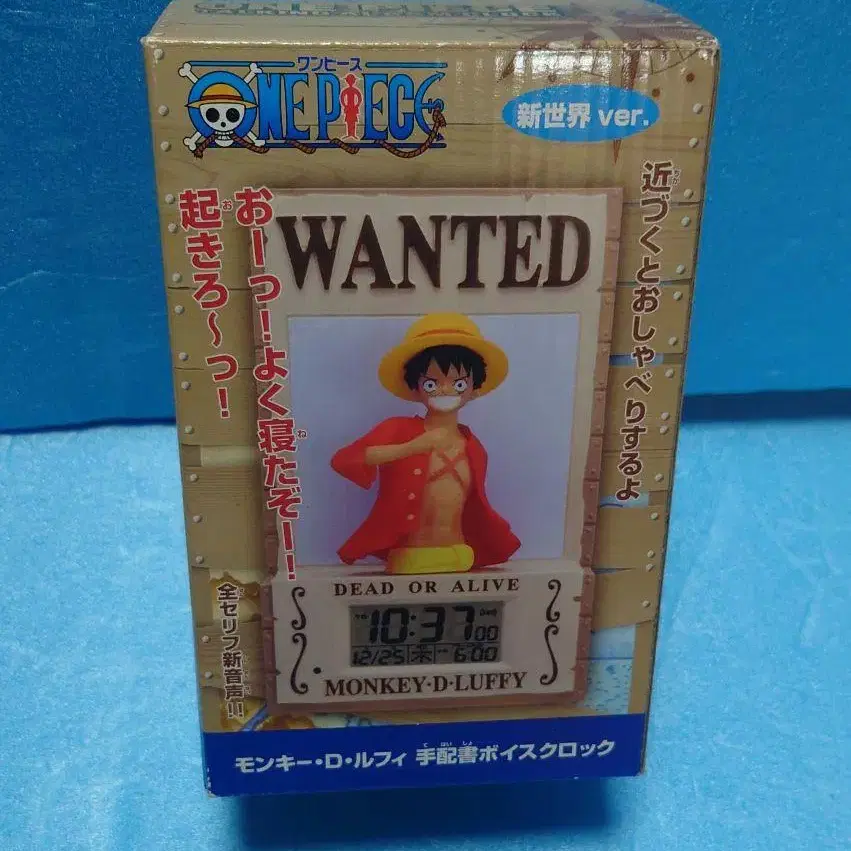 ワンピース
ONE PIECE
新世界 ver.
近づくとおしゃべりするよ
おーっ!よく寝たぞー!
起きろ〜っ!
WANTED
DEAD OR ALIVE
10:37 00
12/25 木 6:00
MONKEY・D・LUFFY
全セリフ新音声!!
モンキー・D・ルフィ 手配書ボイスクロック